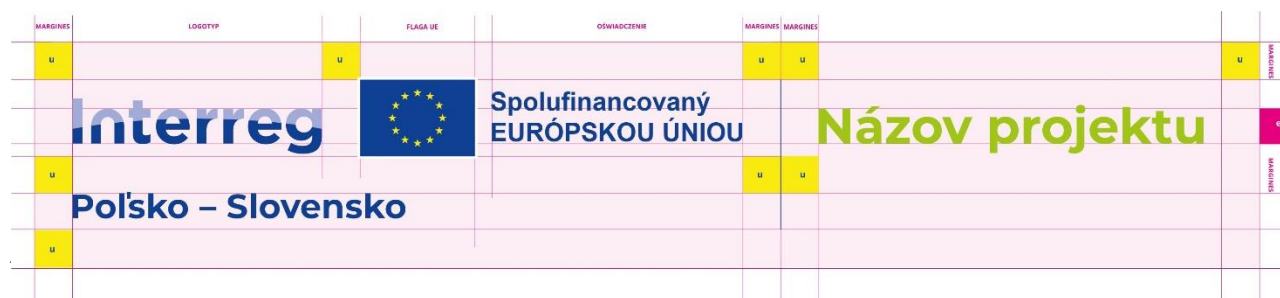 MARGINES LOGOTYP FLAGA UE OŚWIADCZENIE MARGINES MARGINES
u u u u u MARGINES
Interreg Spolufinancovaný
EURÓPSKOU ÚNIOU Názov projektu e
u u u MARGINES
Poľsko – Slovensko
u